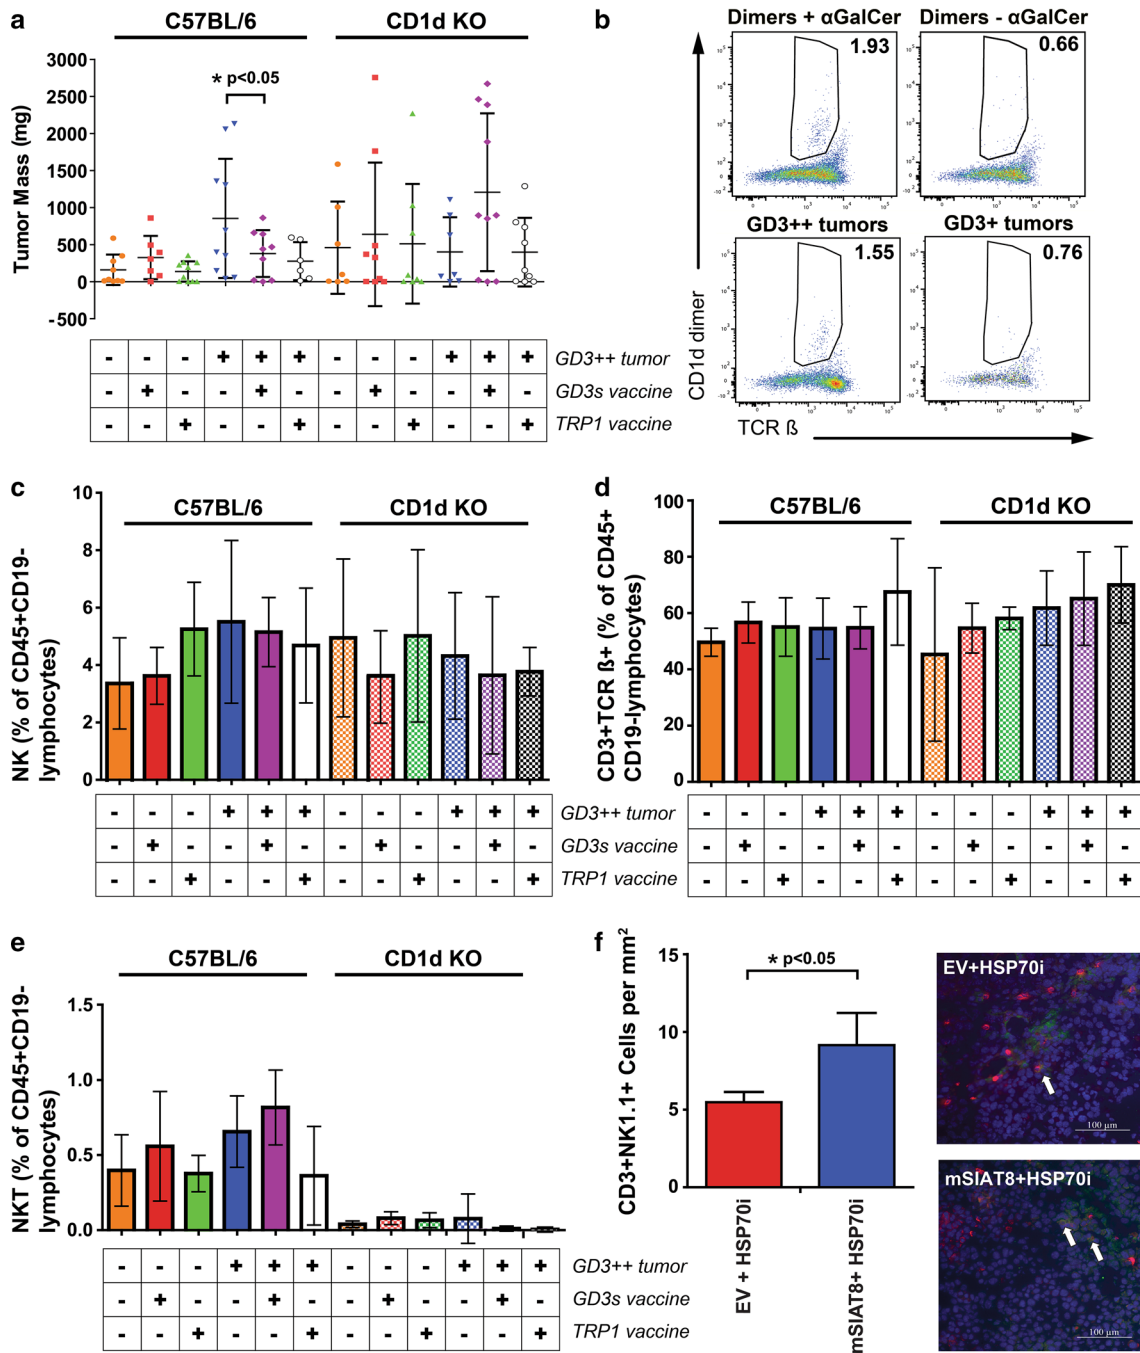 a
C57BL/6 CD1d KO
Tumor Mass (mg)
3000
2500
2000
1500
1000
500
0
-500
* p<0.05
- - - + + + - - - + + + GD3++ tumor
- + - - + - - + - - + - GD3s vaccine
- - + - - + - - + - - + TRP1 vaccine
b
Dimers + αGalCer Dimers - αGalCer
1.93 0.66
GD3++ tumors GD3+ tumors
1.55 0.76
CD1d dimer
TCR ß
c
C57BL/6 CD1d KO
NK (% of CD45+CD19-
lymphocytes)
10
8
6
4
2
0
- - - + + + - - - + + + GD3++ tumor
- + - - + - - + - - + - GD3s vaccine
- - + - - + - - + - - + TRP1 vaccine
d
C57BL/6 CD1d KO
CD3+TCR ß+ (% of CD45+
CD19-lymphocytes)
100
80
60
40
20
0
- - - + + + - - - + + +
- + - - + - - + - - + -
- - + - - + - - + - - +
e
C57BL/6 CD1d KO
NKT (% of CD45+CD19-
lymphocytes)
1.5
1.0
0.5
0.0
- - - + + + - - - + + + GD3++ tumor
- + - - + - - + - - + - GD3s vaccine
- - + - - + - - + - - + TRP1 vaccine
f
CD3+NK1.1+ Cells per mm²
15
10
5
0
* p<0.05
EV + HSP70i
mSIAT8+ HSP70i
EV+HSP70i
100 µm
mSIAT8+HSP70i
100 µm